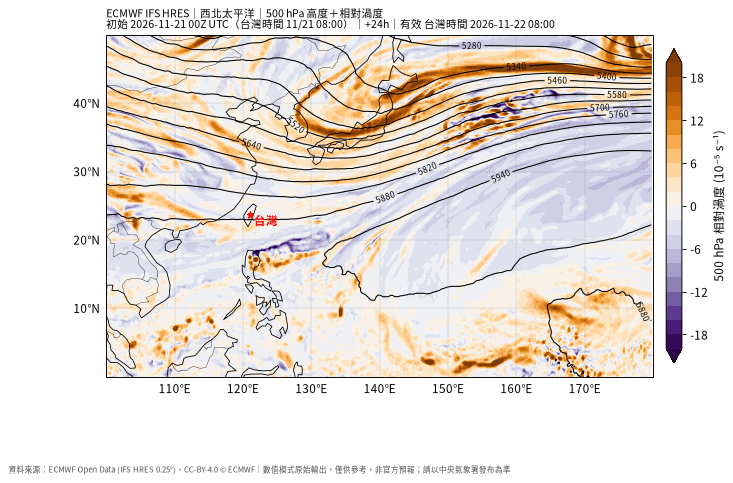 ECMWF IFS HRES｜西北太平洋｜500 hPa 高度＋相對渦度
初始 2026-11-21 00Z UTC（台灣時間 11/21 08:00）｜+24h｜有效 台灣時間 2026-11-22 08:00
5280
5340
5400
5460
5580
5700
5760
5520
5640
5820
5940
5880
5880
台灣
40°N
30°N
20°N
10°N
110°E
120°E
130°E
140°E
150°E
160°E
170°E
18
12
6
0
-6
-12
-18
500 hPa 相對渦度 (10⁻⁵ s⁻¹)
資料來源：ECMWF Open Data (IFS HRES 0.25°)，CC-BY-4.0 © ECMWF｜數值模式原始輸出，僅供參考，非官方預報；請以中央氣象署發布為準